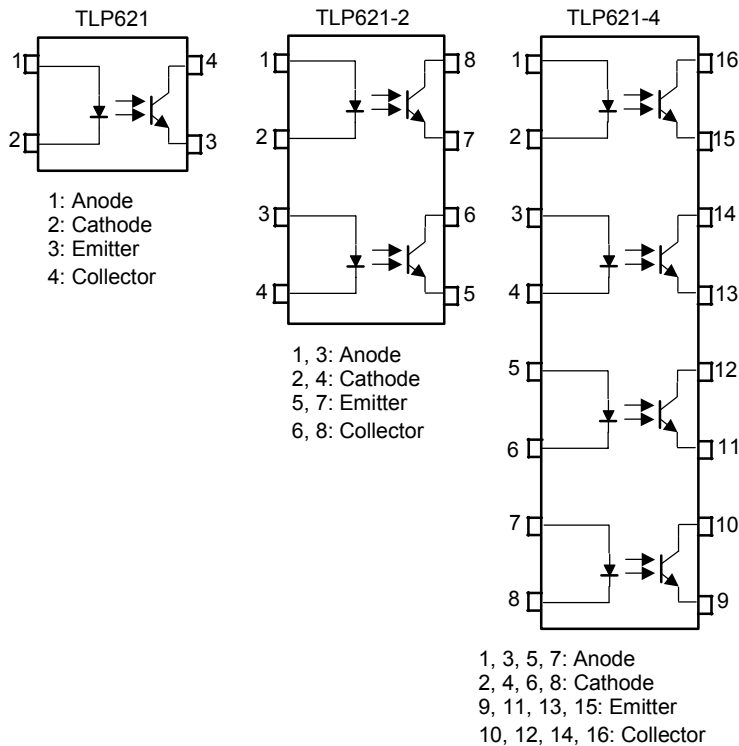 TLP621
1
4
2
3
1: Anode
2: Cathode
3: Emitter
4: Collector
TLP621-2
1
8
2
7
3
6
4
5
1, 3: Anode
2, 4: Cathode
5, 7: Emitter
6, 8: Collector
TLP621-4
1
16
2
15
3
14
4
13
5
12
6
11
7
10
8
9
1, 3, 5, 7: Anode
2, 4, 6, 8: Cathode
9, 11, 13, 15: Emitter
10, 12, 14, 16: Collector